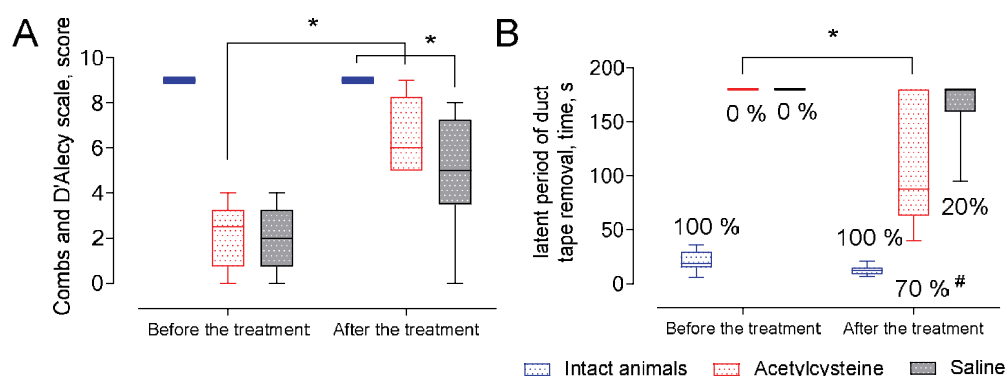 A
Combs and D'Alecy scale, score
10
8
6
4
2
0
*
*
Before the treatment
After the treatment
B
latent period of duct
tape removal, time, s
200
150
100
50
0
*
100 %
0 %
0 %
100 %
70 % #
20%
Before the treatment
After the treatment
Intact animals
Acetylcysteine
Saline